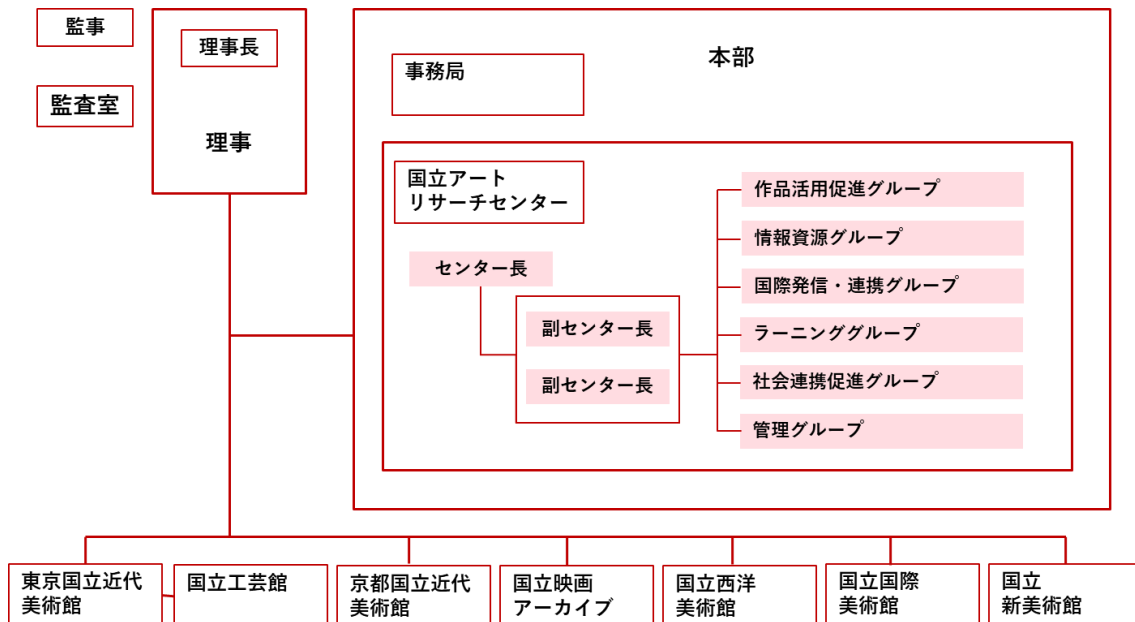 監事
監査室
理事長
理事
本部
事務局
国立アート
リサーチセンター
センター長
副センター長
副センター長
作品活用促進グループ
情報資源グループ
国際発信・連携グループ
ラーニンググループ
社会連携促進グループ
管理グループ
東京国立近代
美術館
国立工芸館
京都国立近代
美術館
国立映画
アーカイブ
国立西洋
美術館
国立国際
美術館
国立
新美術館